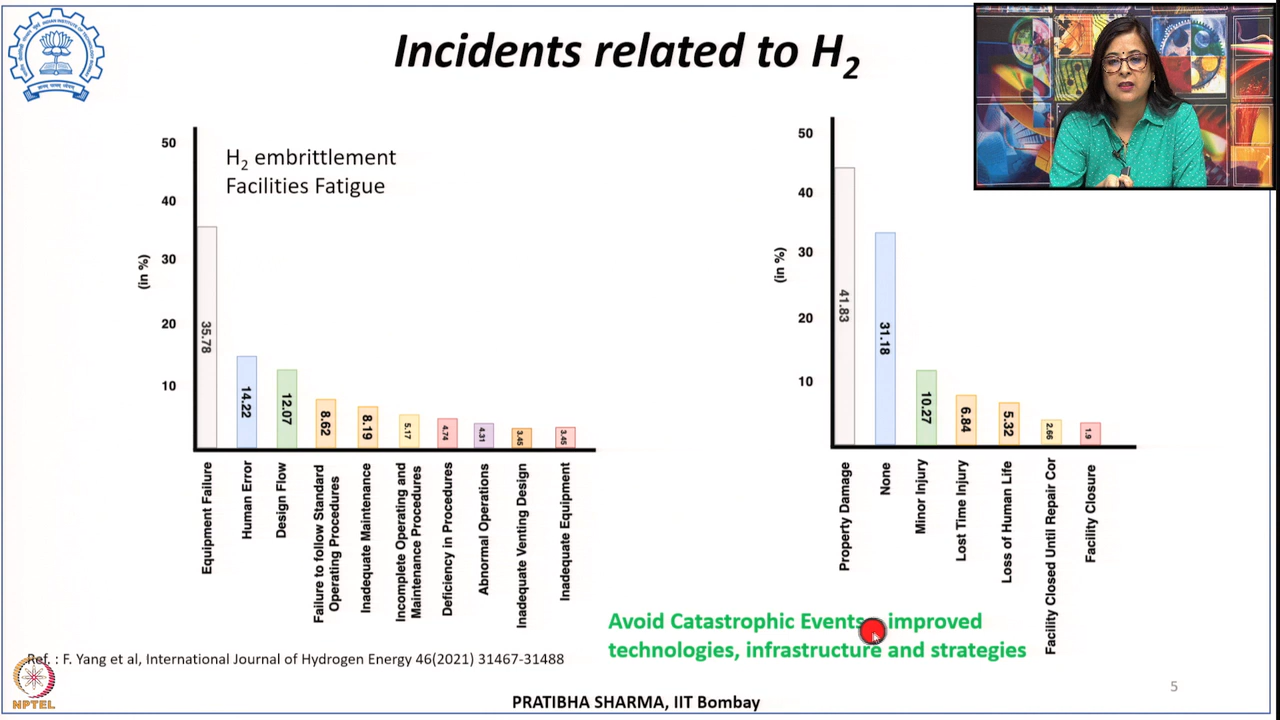 Incidents related to H2
H2 embrittlement
Facilities Fatigue
50
40
30
20
10
(in %)
35.78
14.22
12.07
8.62
8.19
5.17
4.74
4.31
3.45
3.45
Equipment Failure
Human Error
Design Flow
Failure to follow Standard
Operating Procedures
Inadequate Maintenance
Incomplete Operating and
Maintenance Procedures
Deficiency in Procedures
Abnormal Operations
Inadequate Venting Design
Inadequate Equipment
50
40
30
20
10
(in %)
41.83
31.18
10.27
6.84
5.32
2.66
1.9
Property Damage
None
Minor Injury
Lost Time Injury
Loss of Human Life
Facility Closed Until Repair Cor
Facility Closure
Avoid Catastrophic Events improved
technologies, infrastructure and strategies
Ref. : F. Yang et al, International Journal of Hydrogen Energy 46(2021) 31467-31488
NPTEL
PRATIBHA SHARMA, IIT Bombay
5